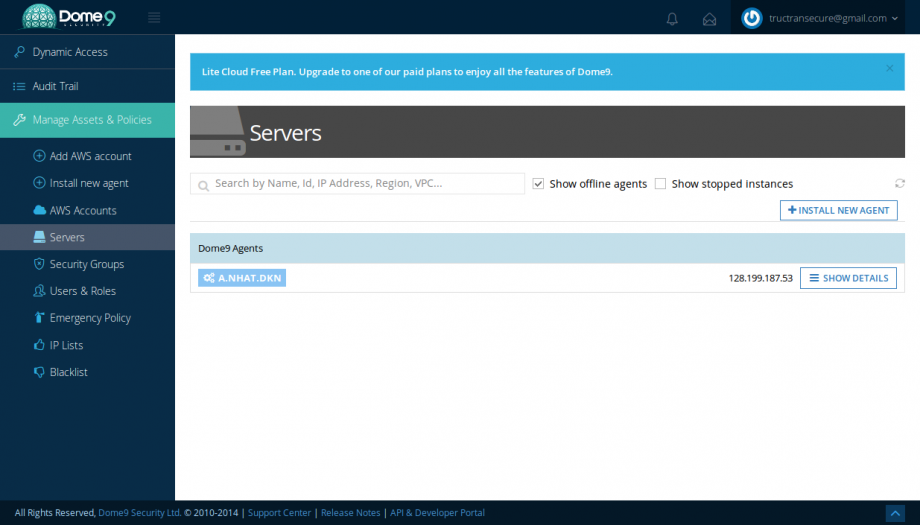 Dome9
SECURITY
tructransecure@gmail.com
Dynamic Access
Audit Trail
Manage Assets & Policies
Add AWS account
Install new agent
AWS Accounts
Servers
Security Groups
Users & Roles
Emergency Policy
IP Lists
Blacklist
Lite Cloud Free Plan. Upgrade to one of our paid plans to enjoy all the features of Dome9.
Servers
Search by Name, Id, IP Address, Region, VPC... Show offline agents Show stopped instances
INSTALL NEW AGENT
Dome9 Agents
A.NHAT.DKN 128.199.187.53 SHOW DETAILS
All Rights Reserved, Dome9 Security Ltd. © 2010-2014 | Support Center | Release Notes | API & Developer Portal